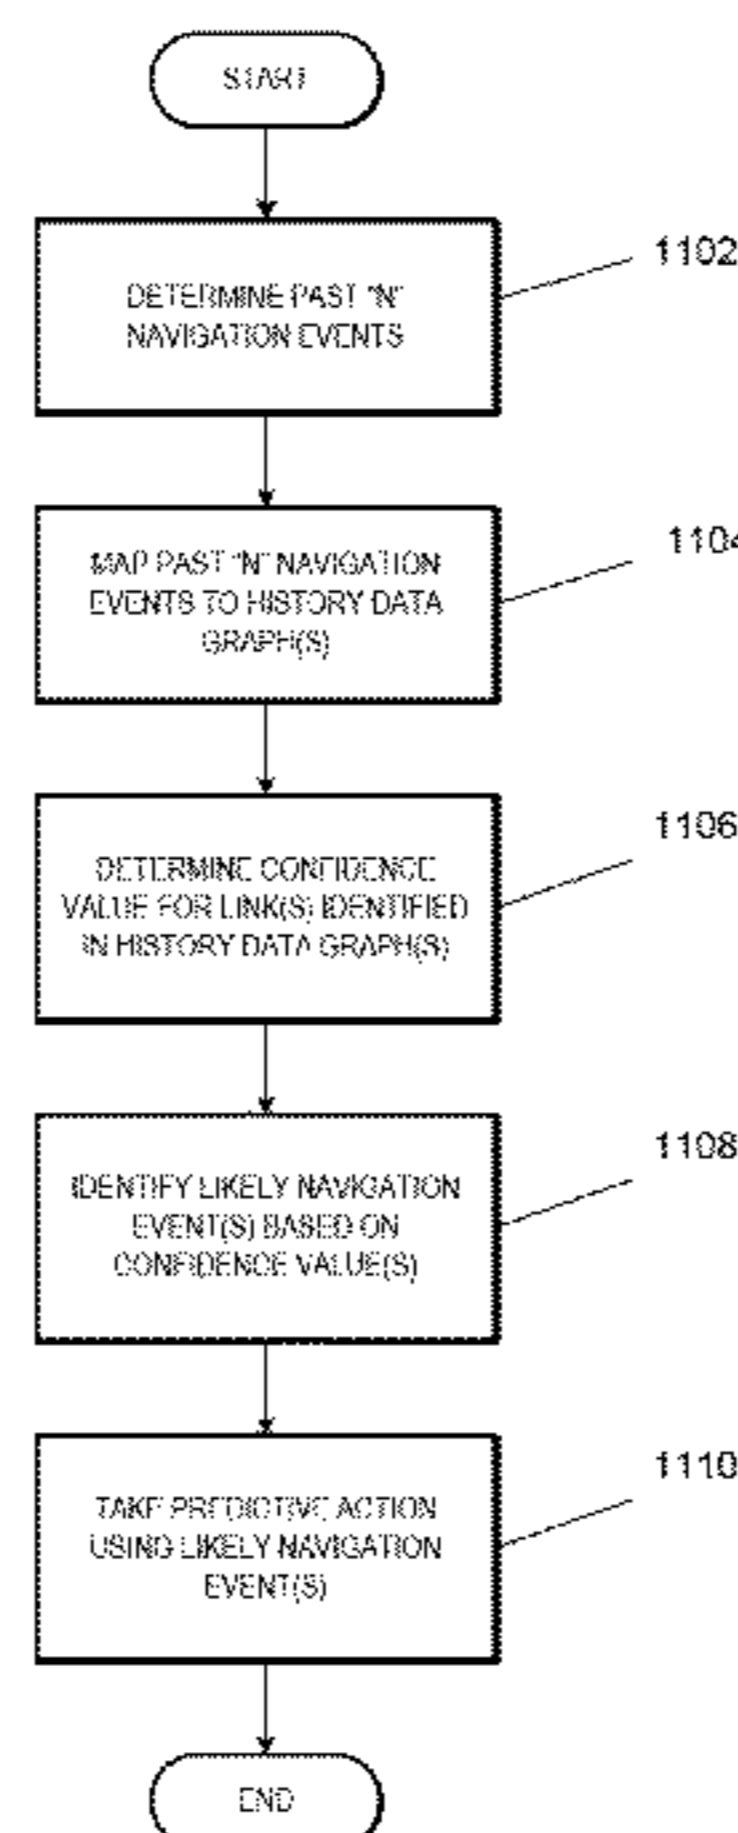 START
1102
DETERMINE PAST "N"
NAVIGATION EVENTS
1104
MAP PAST "N" NAVIGATION
EVENTS TO HISTORY DATA
GRAPH(S)
1106
DETERMINE CONFIDENCE
VALUE FOR LINK(S) IDENTIFIED
IN HISTORY DATA GRAPH(S)
1108
IDENTIFY LIKELY NAVIGATION
EVENT(S) BASED ON
CONFIDENCE VALUE(S)
1110
TAKE PREDICTIVE ACTION
USING LIKELY NAVIGATION
EVENT(S)
END